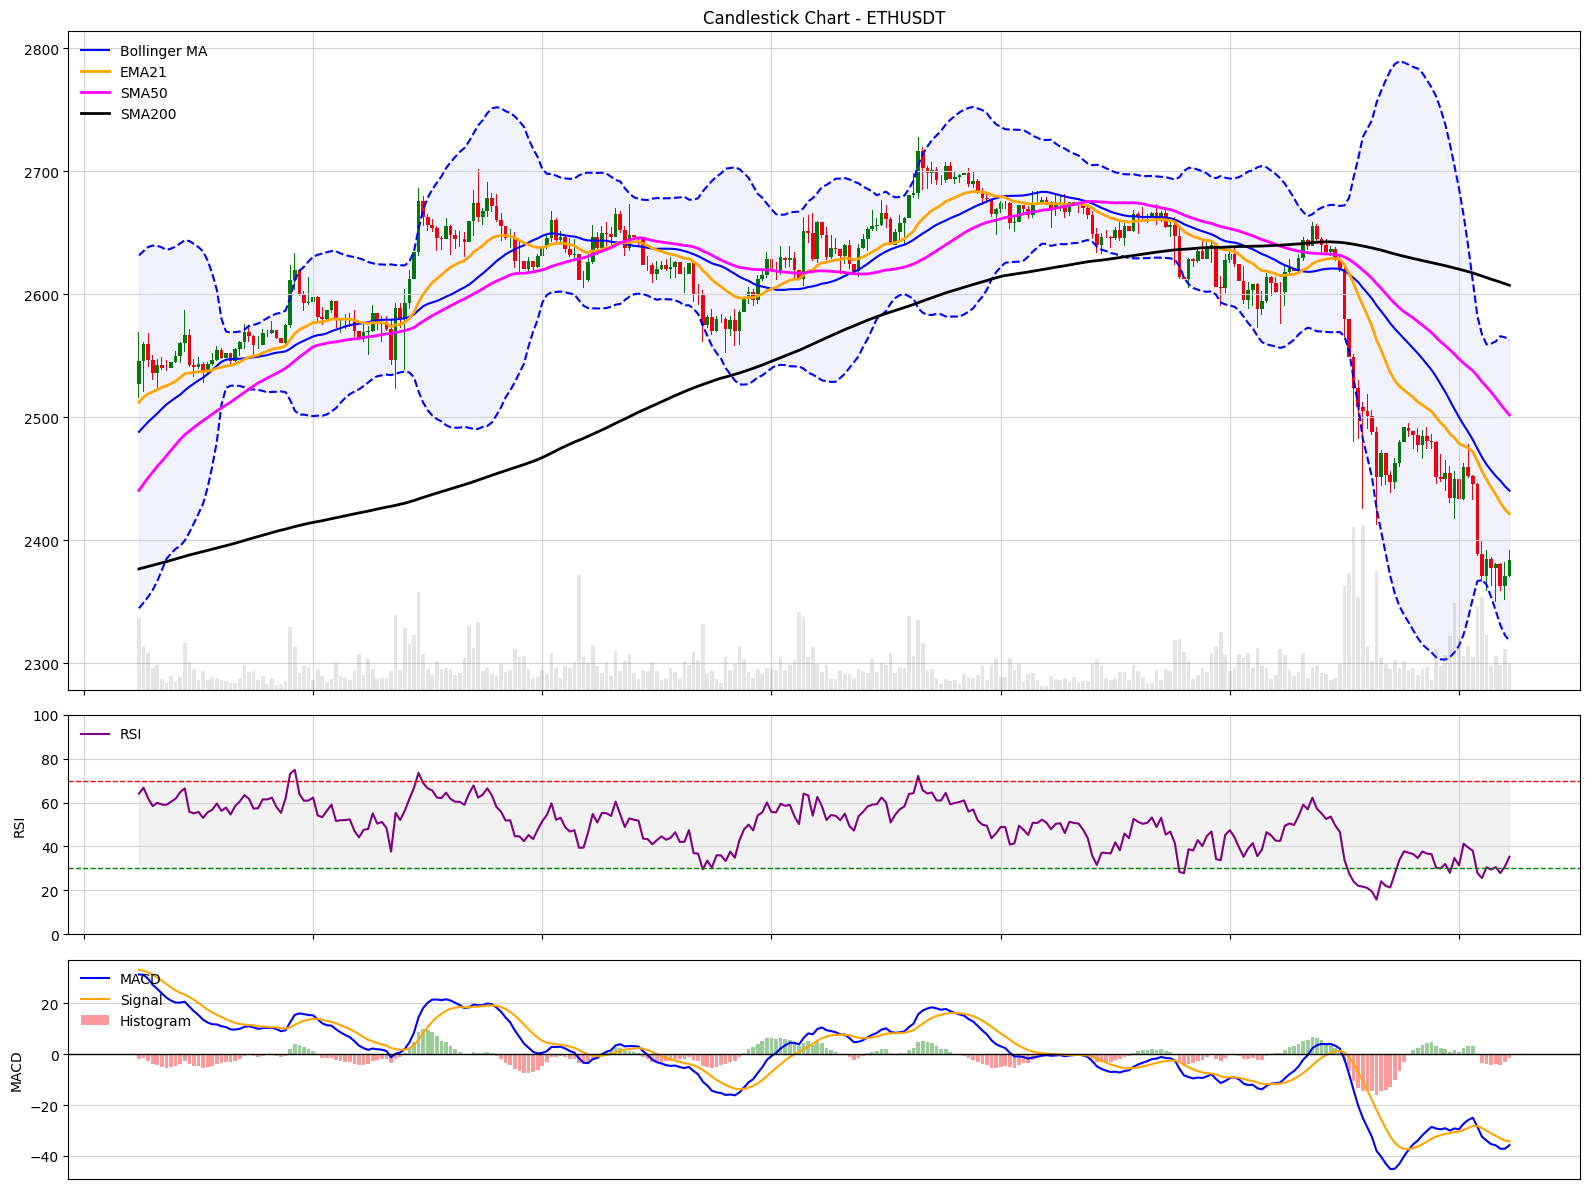 Candlestick Chart - ETHUSDT
Bollinger MA
EMA21
SMA50
SMA200
2800
2700
2600
2500
2400
2300
RSI
RSI
100
80
60
40
20
0
MACD
Signal
Histogram
MACD
20
0
−20
−40